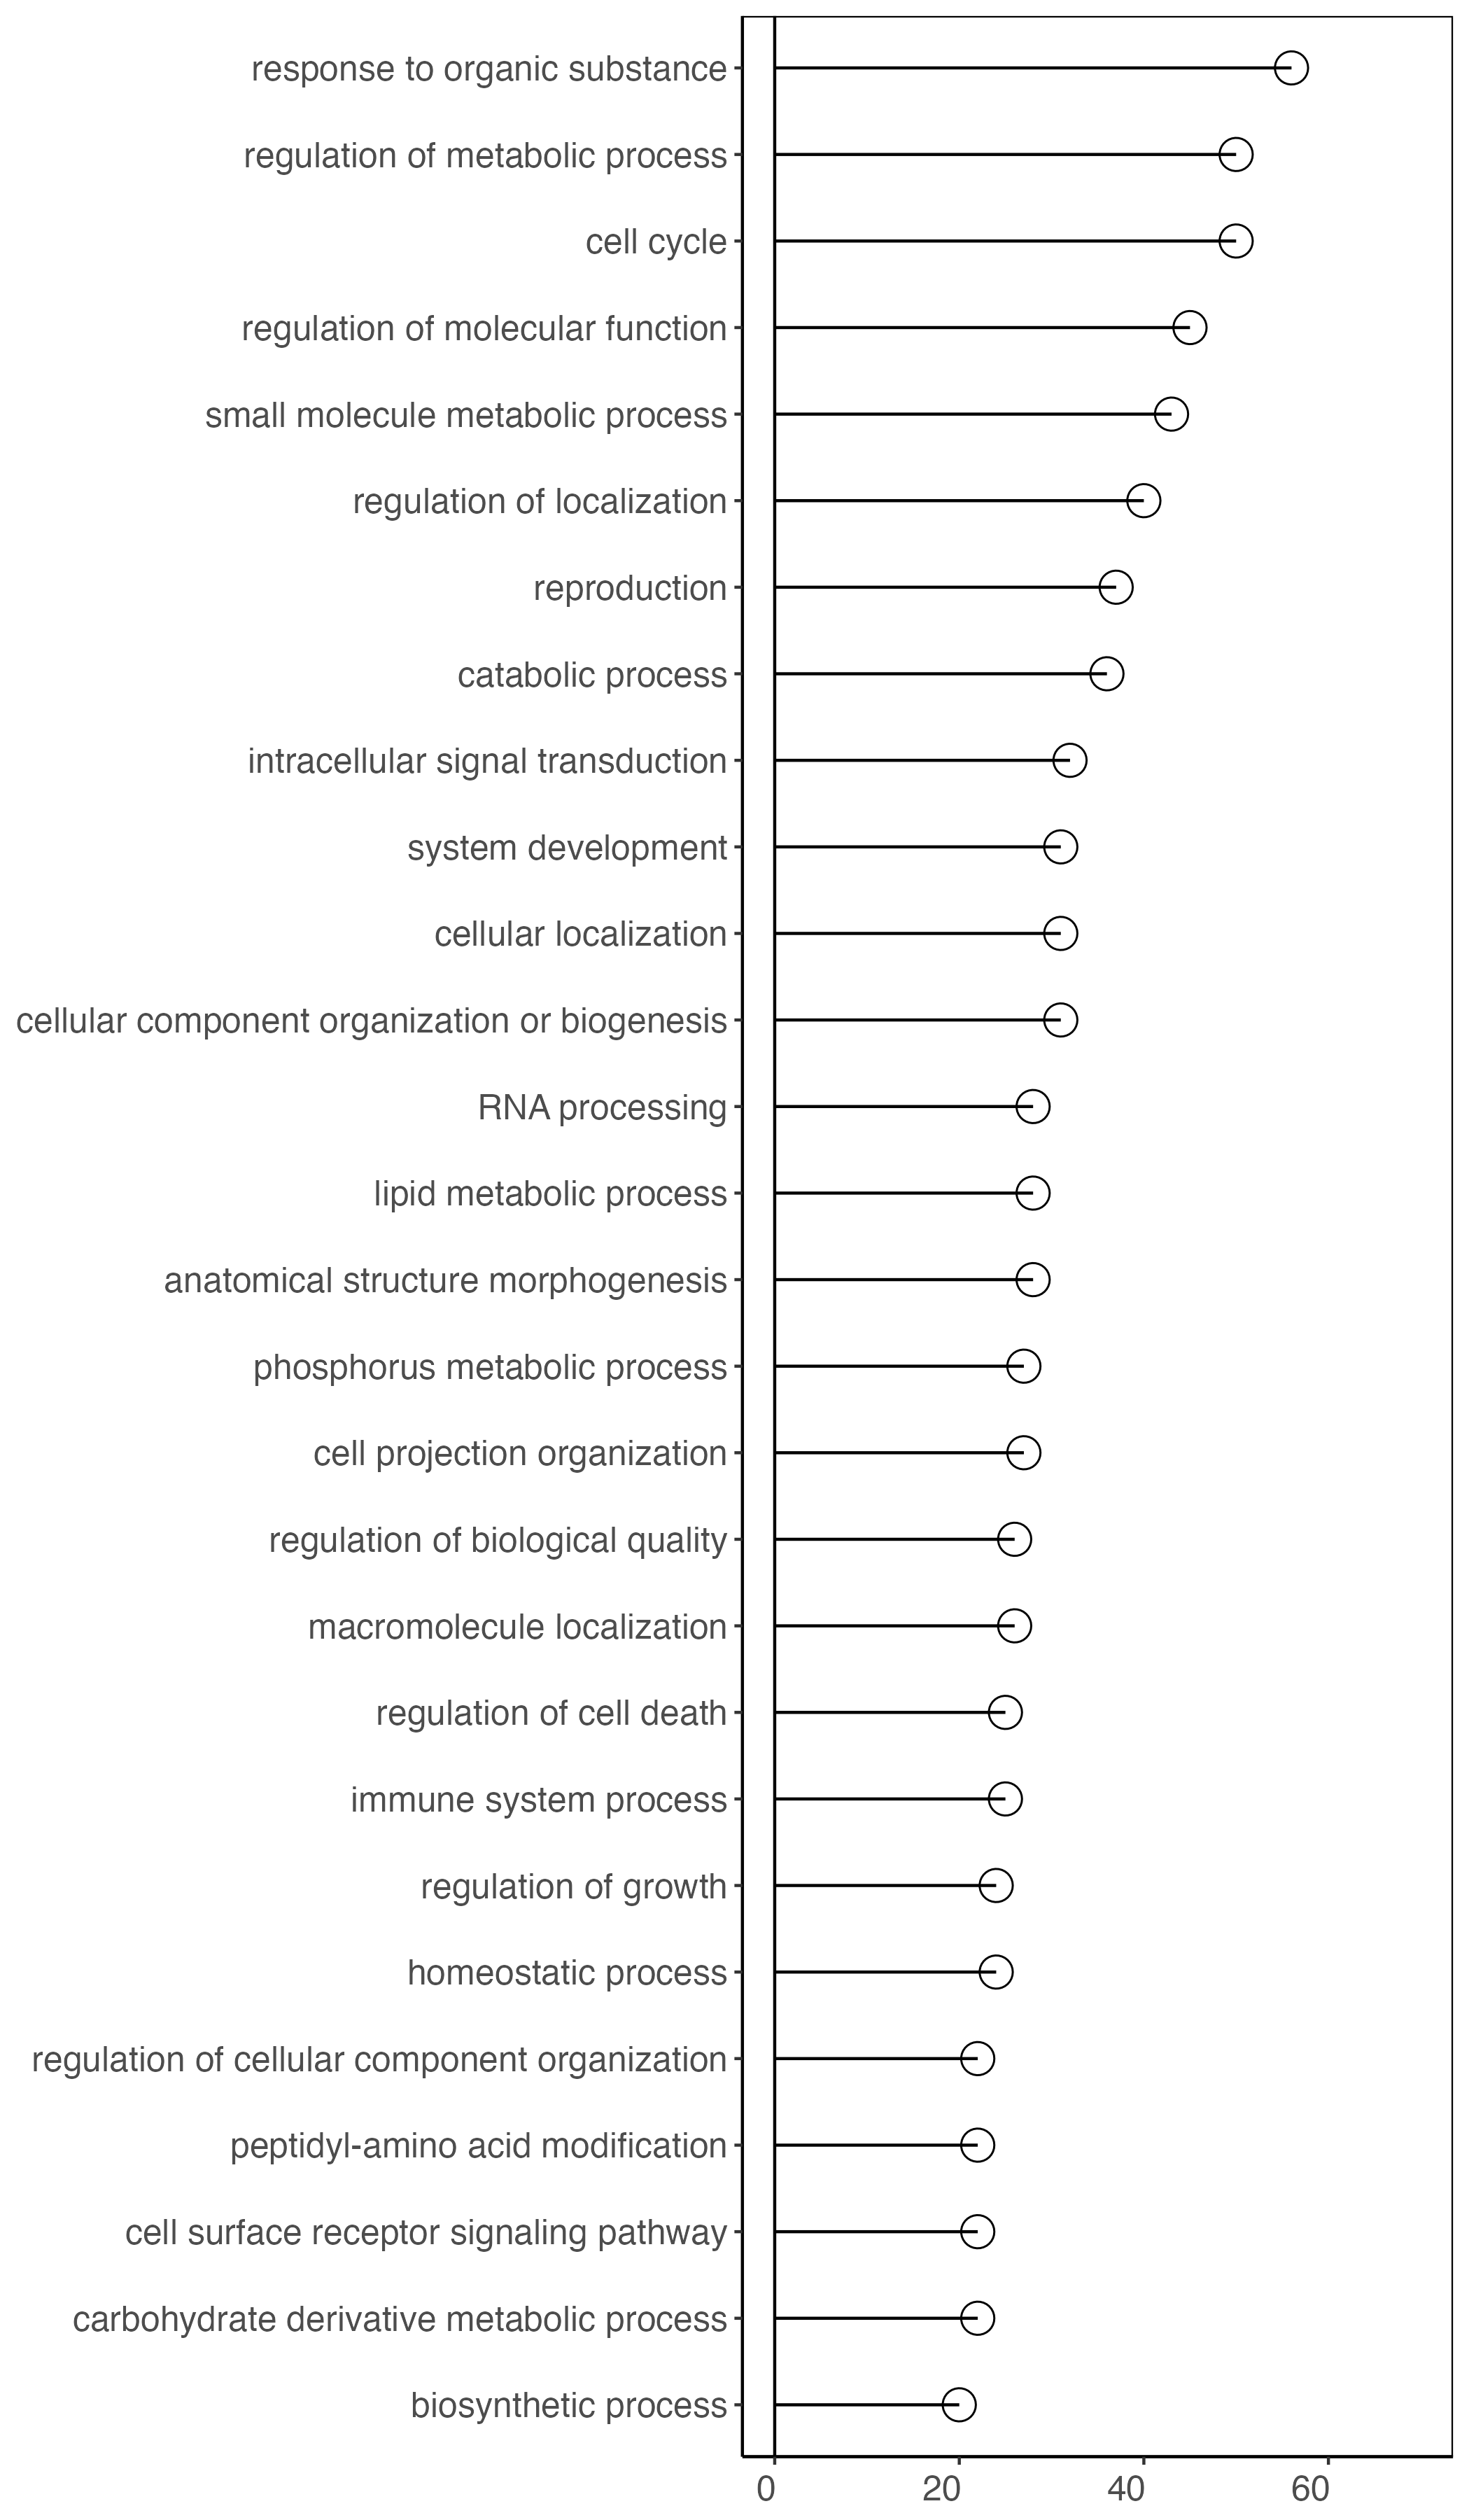 response to organic substance
regulation of metabolic process
cell cycle
regulation of molecular function
small molecule metabolic process
regulation of localization
reproduction
catabolic process
intracellular signal transduction
system development
cellular localization
cellular component organization or biogenesis
RNA processing
lipid metabolic process
anatomical structure morphogenesis
phosphorus metabolic process
cell projection organization
regulation of biological quality
macromolecule localization
regulation of cell death
immune system process
regulation of growth
homeostatic process
regulation of cellular component organization
peptidyl-amino acid modification
cell surface receptor signaling pathway
carbohydrate derivative metabolic process
biosynthetic process
0 20 40 60